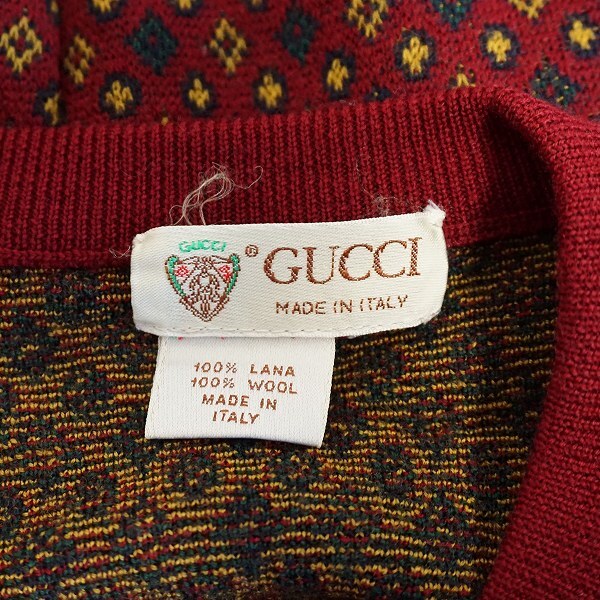 GUCCI
® GUCCI
MADE IN ITALY
100% LANA
100% WOOL
MADE IN
ITALY